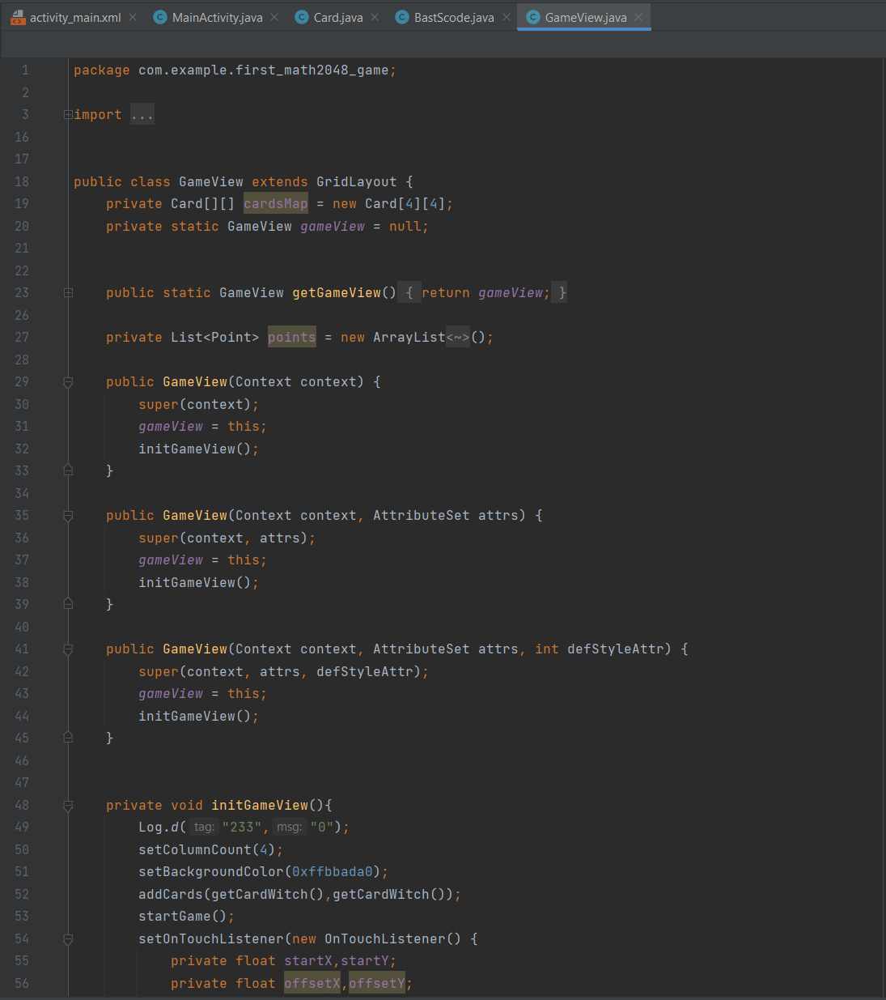 activity_main.xml MainActivity.java Card.java BastScode.java GameView.java
1 package com.example.first_math2048_game;
2
3 import ...
16
17
18 public class GameView extends GridLayout {
19 private Card[][] cardsMap = new Card[4][4];
20 private static GameView gameView = null;
21
22
23 public static GameView getGameView() { return gameView; }
26
27 private List<Point> points = new ArrayList<~>();
28
29 public GameView(Context context) {
30 super(context);
31 gameView = this;
32 initGameView();
33 }
34
35 public GameView(Context context, AttributeSet attrs) {
36 super(context, attrs);
37 gameView = this;
38 initGameView();
39 }
40
41 public GameView(Context context, AttributeSet attrs, int defStyleAttr) {
42 super(context, attrs, defStyleAttr);
43 gameView = this;
44 initGameView();
45 }
46
47
48 private void initGameView(){
49 Log.d( tag: "233", msg: "0");
50 setColumnCount(4);
51 setBackgroundColor(0xffbbada0);
52 addCards(getCardWitch(),getCardWitch());
53 startGame();
54 setOnTouchListener(new OnTouchListener() {
55 private float startX,startY;
56 private float offsetX,offsetY;